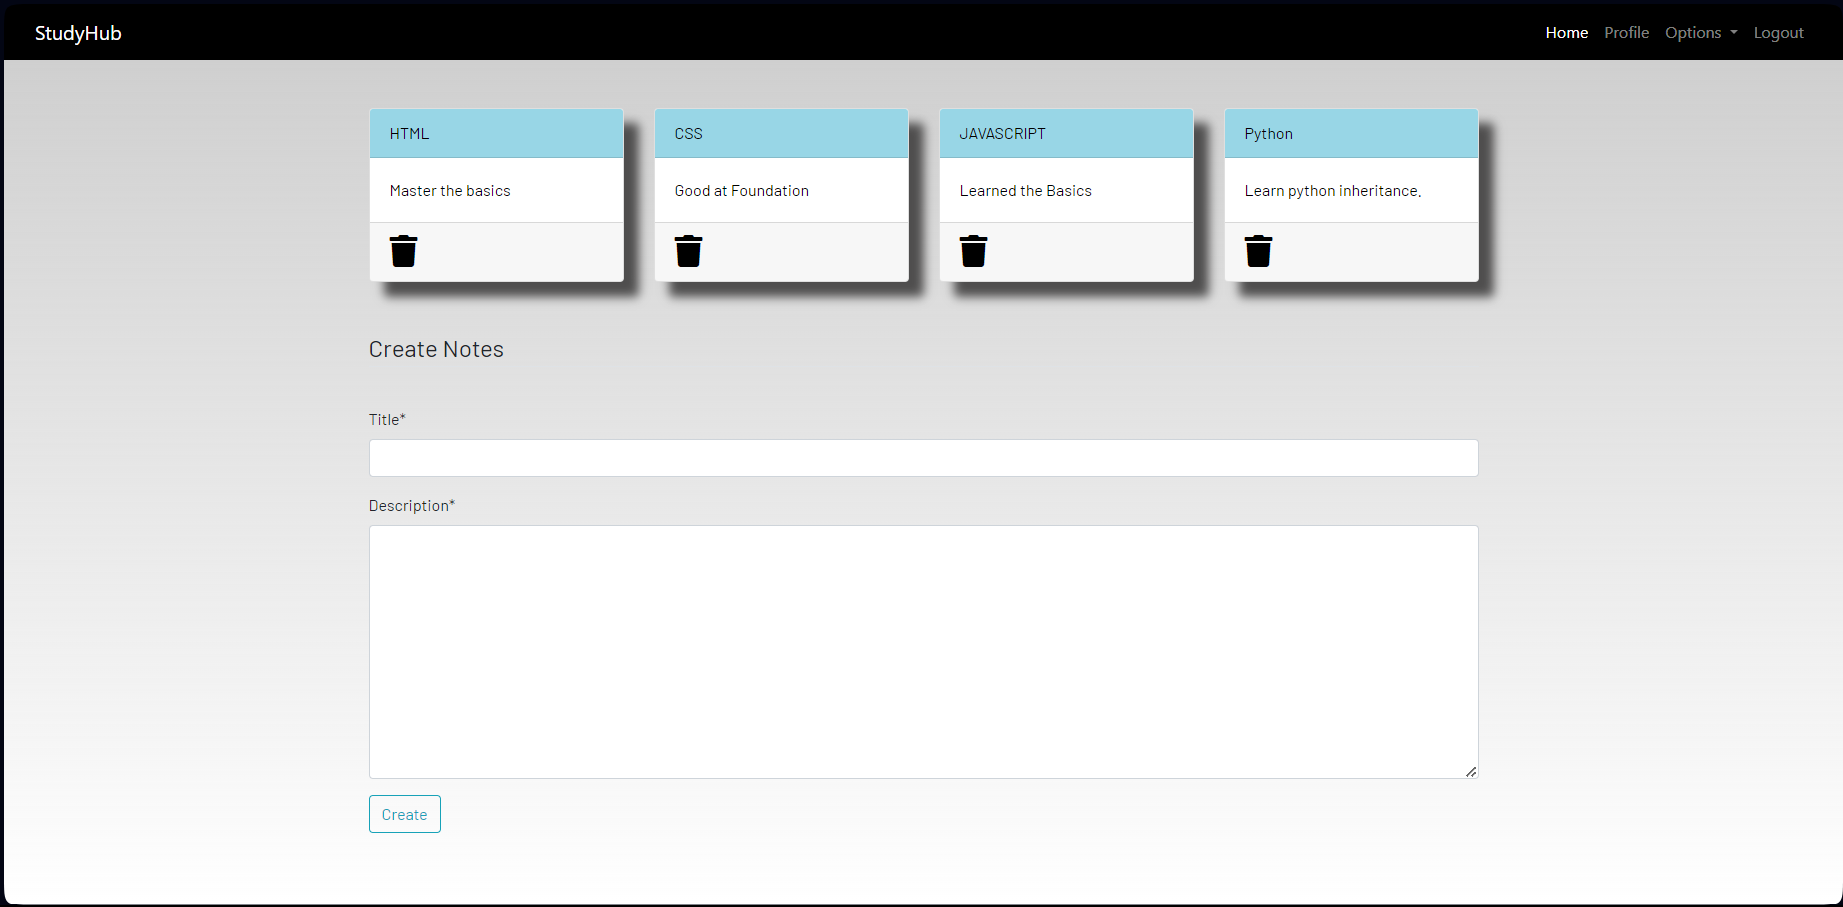 StudyHub
Home Profile Options Logout
HTML
Master the basics
CSS
Good at Foundation
JAVASCRIPT
Learned the Basics
Python
Learn python inheritance.
Create Notes
Title*
Description*
Create